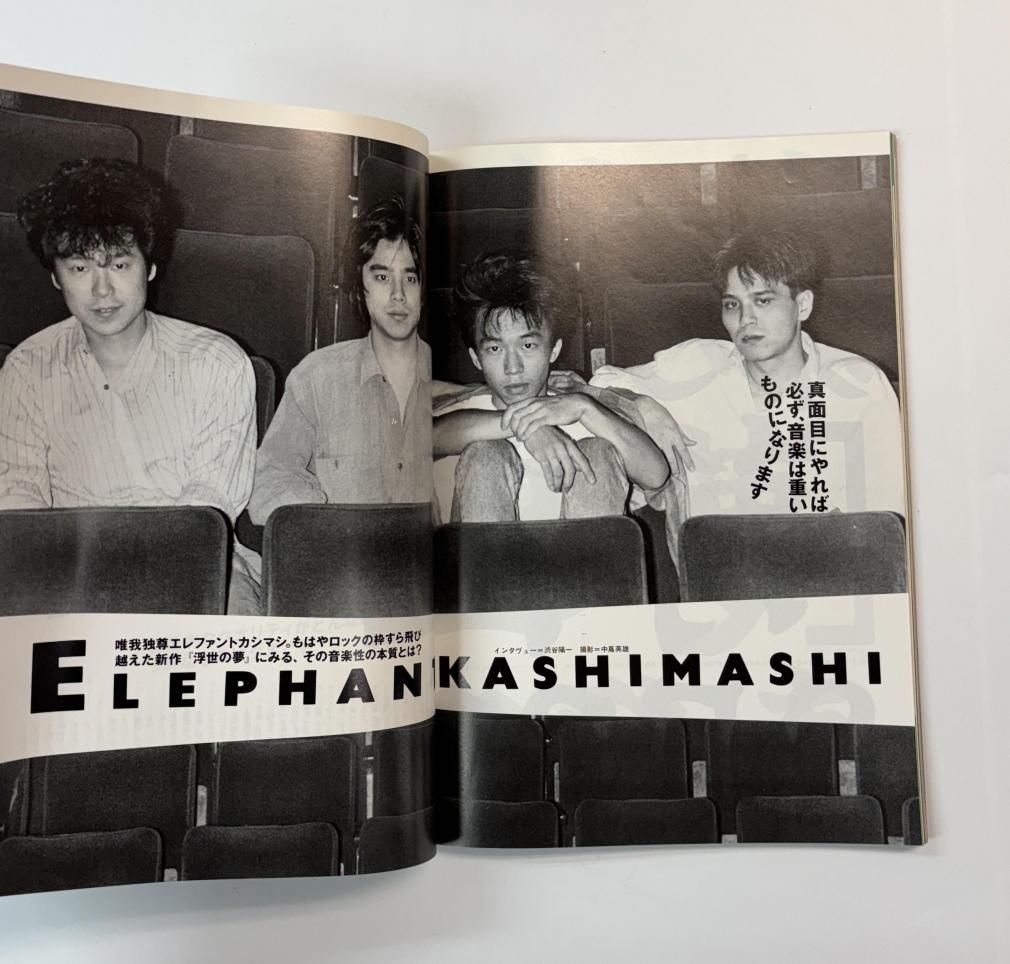 真面目にやれば
必ず、音楽は重い
ものになります
唯我独尊エレファントカシマシ。もはやロックの枠すら飛び
越えた新作『浮世の夢』にみる、その音楽性の本質とは?
インタヴュー=渋谷陽一　撮影=中蔦英雄
ELEPHANT KASHIMASHI